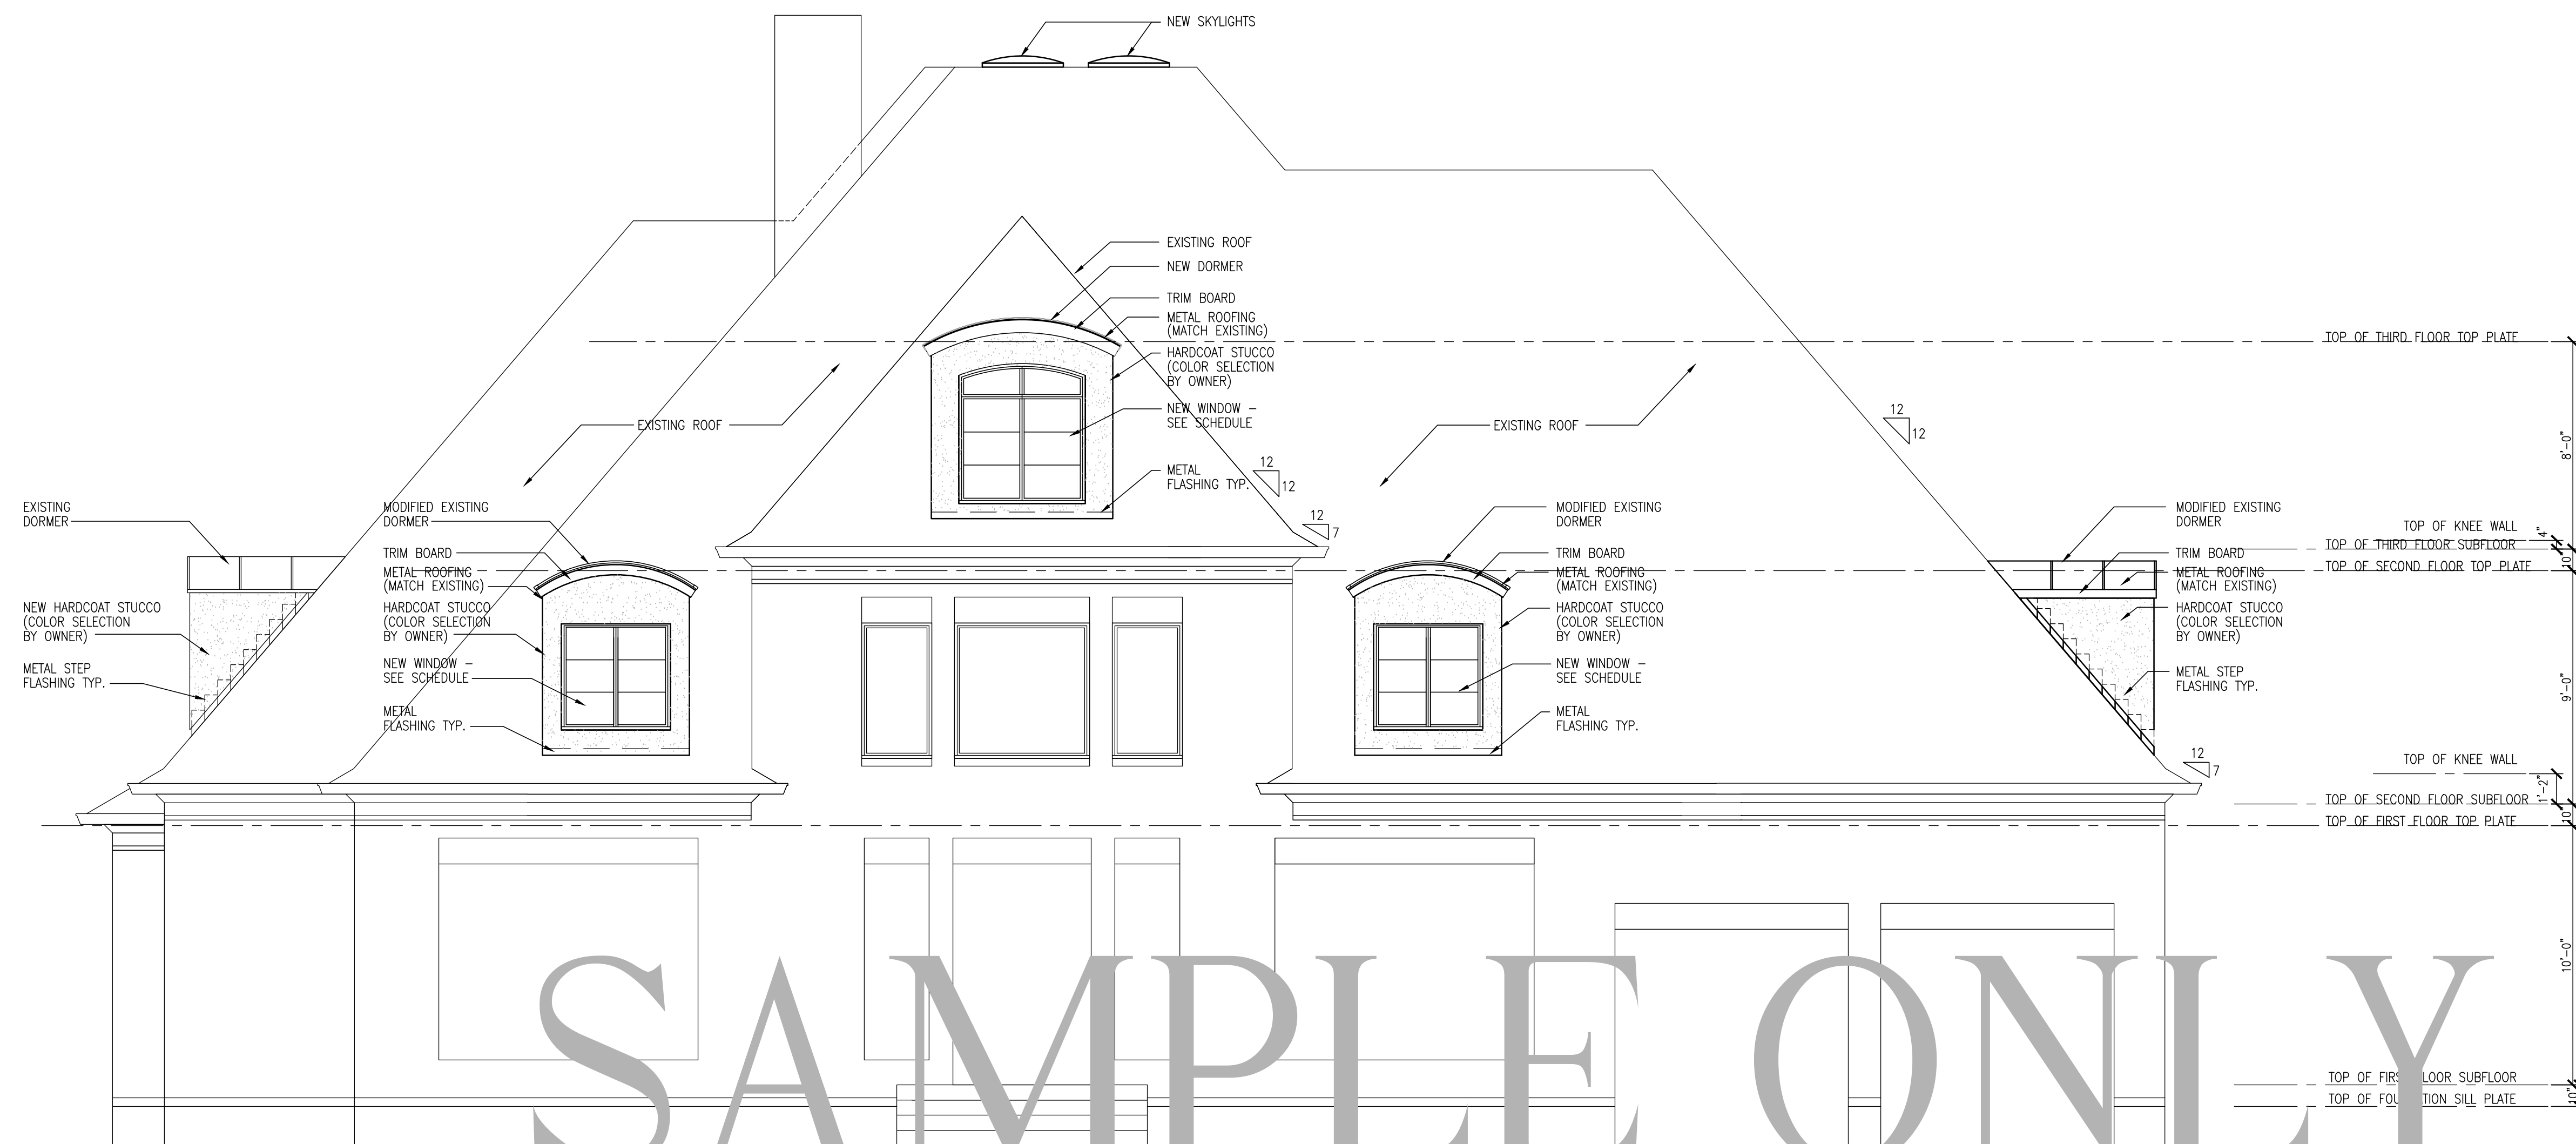 NEW SKYLIGHTS
EXISTING ROOF
NEW DORMER
TRIM BOARD
METAL ROOFING
(MATCH EXISTING)
HARDCOAT STUCCO
(COLOR SELECTION
BY OWNER)
NEW WINDOW –
SEE SCHEDULE
METAL
FLASHING TYP.
12
12
12
7
12
12
EXISTING ROOF
EXISTING ROOF
EXISTING
DORMER
NEW HARDCOAT STUCCO
(COLOR SELECTION
BY OWNER)
METAL STEP
FLASHING TYP.
MODIFIED EXISTING
DORMER
TRIM BOARD
METAL ROOFING
(MATCH EXISTING)
HARDCOAT STUCCO
(COLOR SELECTION
BY OWNER)
NEW WINDOW –
SEE SCHEDULE
METAL
FLASHING TYP.
MODIFIED EXISTING
DORMER
TRIM BOARD
METAL ROOFING
(MATCH EXISTING)
HARDCOAT STUCCO
(COLOR SELECTION
BY OWNER)
NEW WINDOW –
SEE SCHEDULE
METAL
FLASHING TYP.
MODIFIED EXISTING
DORMER
TRIM BOARD
METAL ROOFING
(MATCH EXISTING)
HARDCOAT STUCCO
(COLOR SELECTION
BY OWNER)
METAL STEP
FLASHING TYP.
12
7
TOP OF THIRD FLOOR TOP PLATE
8'-0"
TOP OF KNEE WALL
4"
TOP OF THIRD FLOOR SUBFLOOR
10"
TOP OF SECOND FLOOR TOP PLATE
9'-0"
TOP OF KNEE WALL
1'-2"
TOP OF SECOND FLOOR SUBFLOOR
10"
TOP OF FIRST FLOOR TOP PLATE
10'-0"
TOP OF FIRST FLOOR SUBFLOOR
10"
TOP OF FOUNDATION SILL PLATE
SAMPLE ONLY